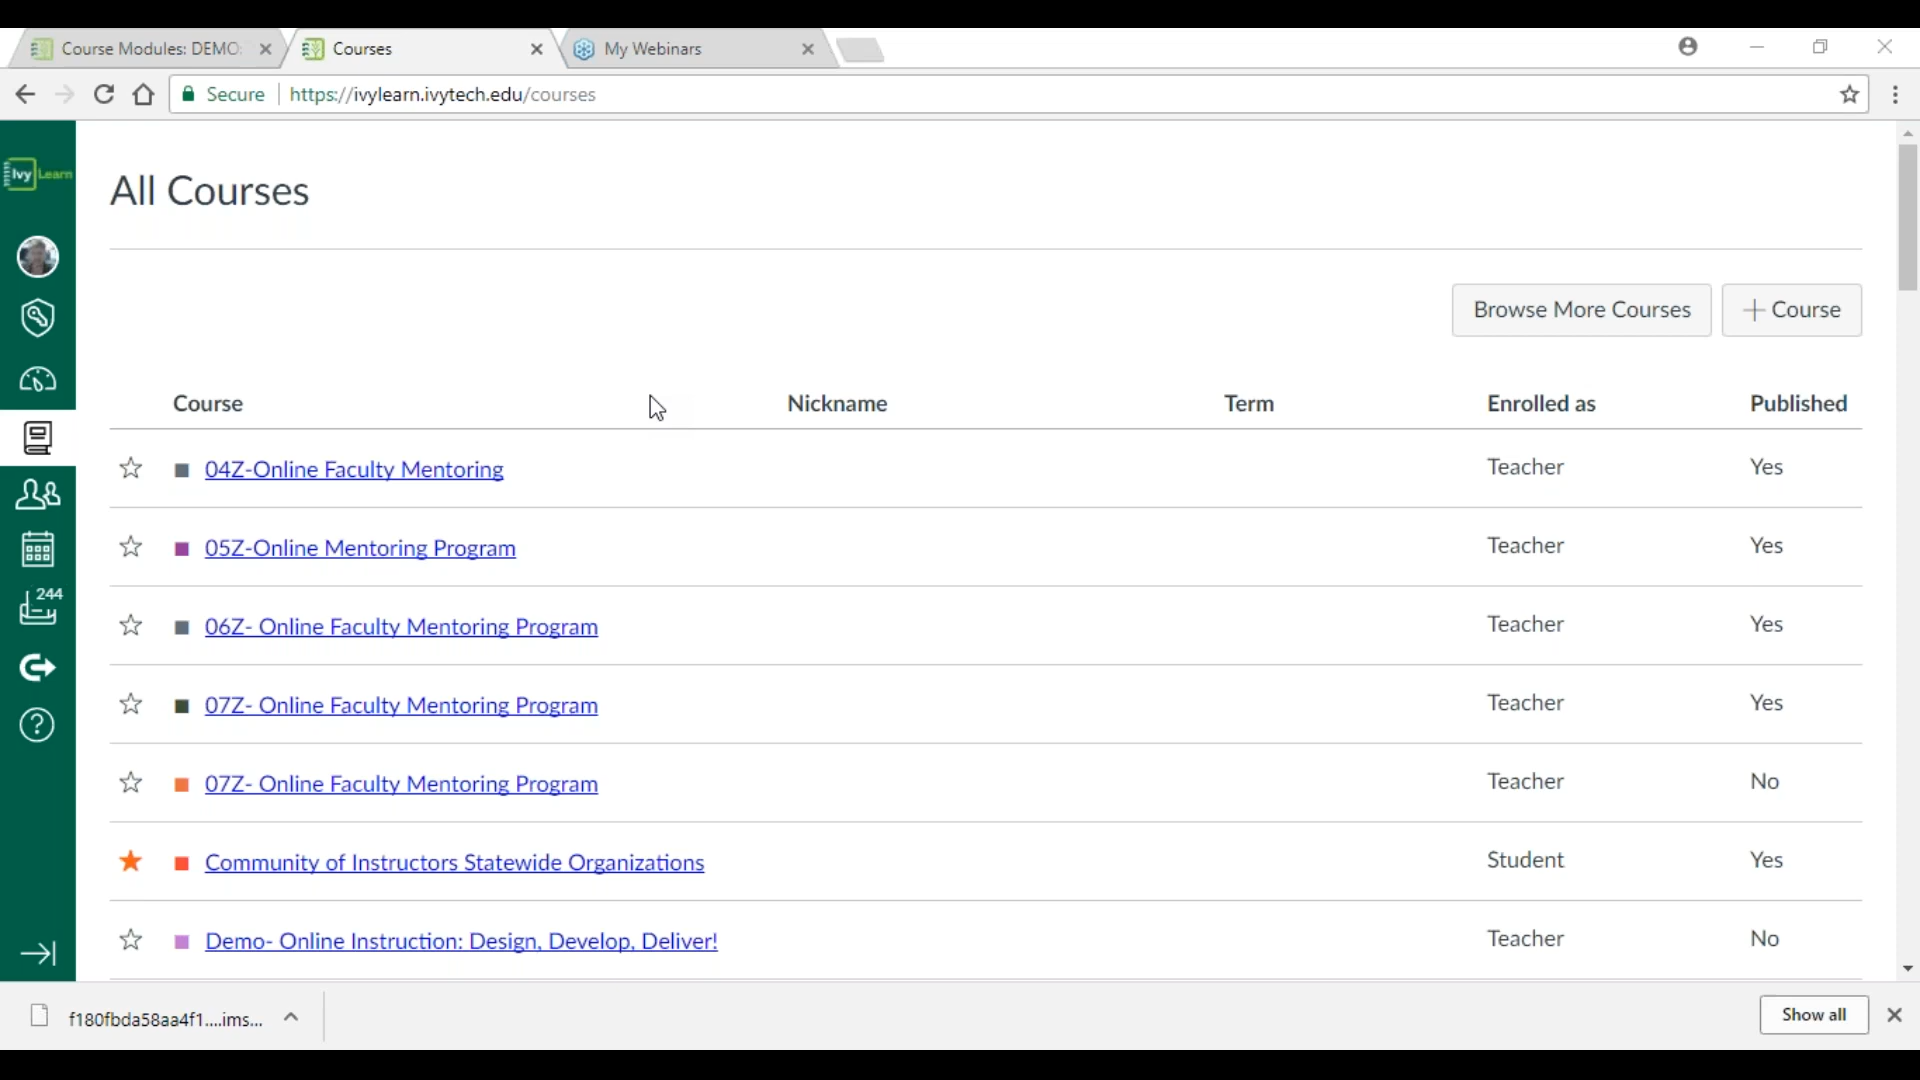 Course Modules: DEMO:
Courses
My Webinars
Secure
https://ivylearn.ivytech.edu/courses
Ivy Learn
All Courses
Browse More Courses
Course
Course Nickname Term Enrolled as Published
04Z-Online Faculty Mentoring Teacher Yes
05Z-Online Mentoring Program Teacher Yes
06Z- Online Faculty Mentoring Program Teacher Yes
244
07Z- Online Faculty Mentoring Program Teacher Yes
07Z- Online Faculty Mentoring Program Teacher No
Community of Instructors Statewide Organizations Student Yes
Demo- Online Instruction: Design, Develop, Deliver! Teacher No
f180fbda58aa4f1....ims...
Show all